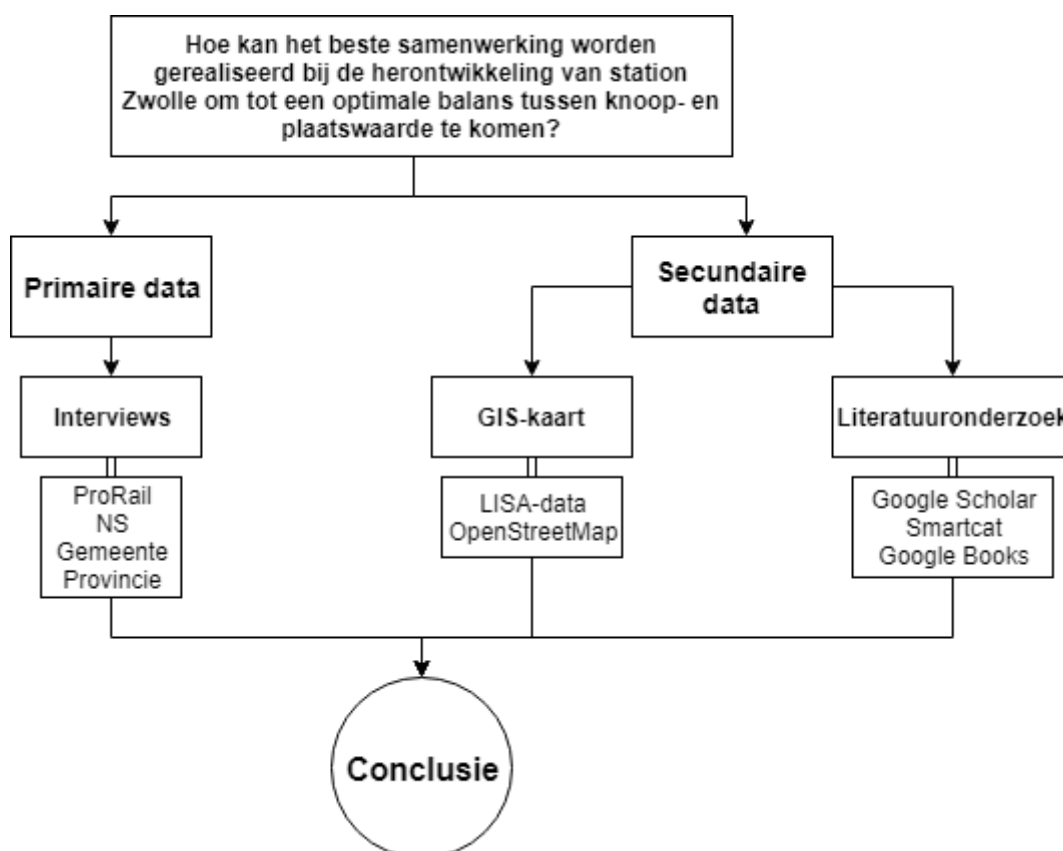 Hoe kan het beste samenwerking worden
gerealiseerd bij de herontwikkeling van station
Zwolle om tot een optimale balans tussen knoop- en
plaatswaarde te komen?
Primaire data
Secundaire
data
Interviews
GIS-kaart
Literatuuronderzoek
ProRail
NS
Gemeente
Provincie
LISA-data
OpenStreetMap
Google Scholar
Smartcat
Google Books
Conclusie